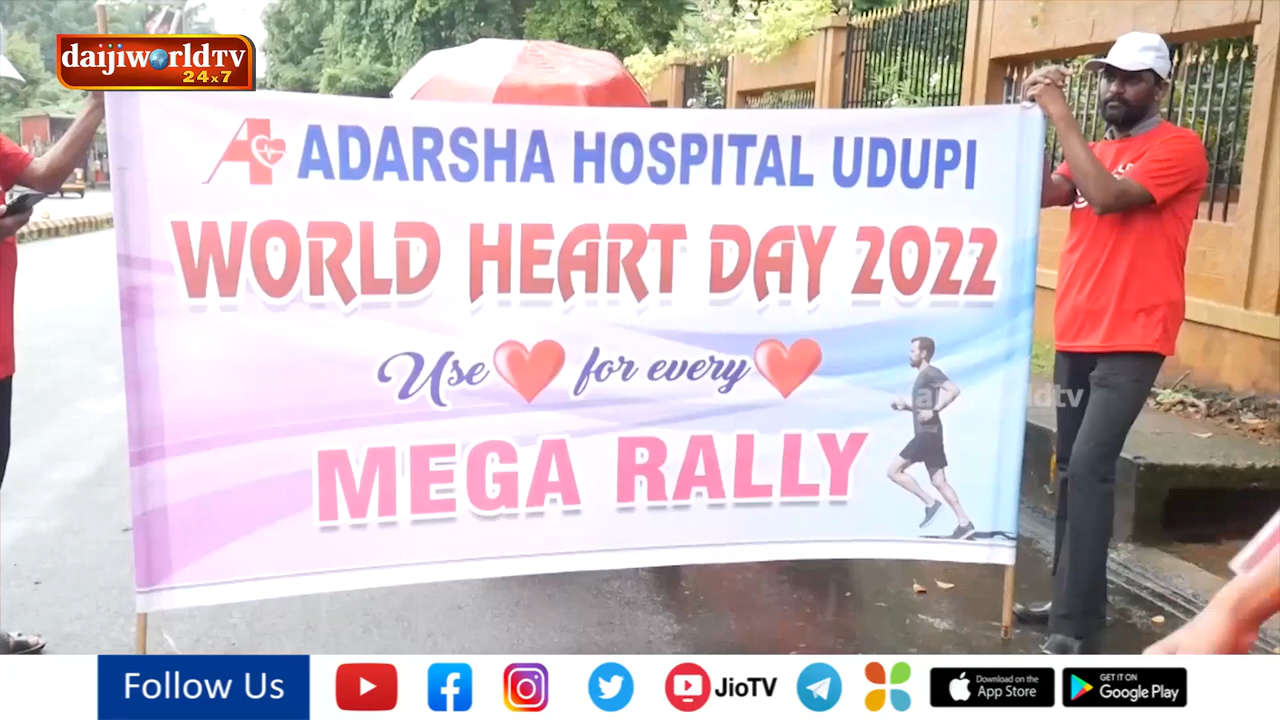 daijiworldTV
24x7
ADARSHA HOSPITAL UDUPI
WORLD HEART DAY 2022
Use for every
MEGA RALLY
Follow Us
JioTV
Download on the
App Store
GET IT ON
Google Play